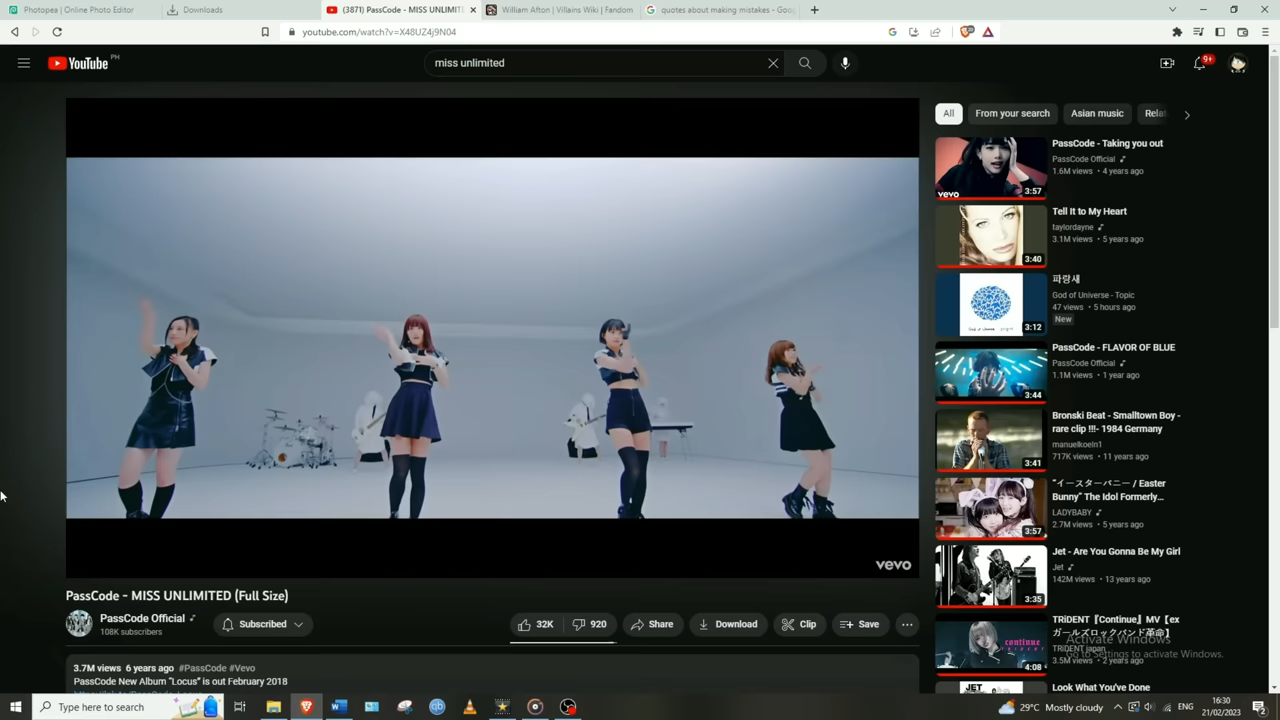 Photopea | Online Photo Editor
Downloads
(3871) PassCode - MISS UNLIMITE
William Afton | Villains Wiki | Fandom
quotes about making mistakes - Goo
youtube.com/watch?v=X48UZ4j9N04
YouTube PH
miss unlimited
9+
All
From your search
Asian music
Rela
PassCode - Taking you out
PassCode Official
1.6M views • 4 years ago
vevo
3:57
Tell It to My Heart
taylordayne
3.1M views • 5 years ago
3:40
파랑새
God of Universe - Topic
47 views • 5 hours ago
New
3:12
PassCode - FLAVOR OF BLUE
PassCode Official
1.1M views • 1 year ago
3:44
Bronski Beat - Smalltown Boy -
rare clip !!!- 1984 Germany
manuelkoeln1
717K views • 11 years ago
3:41
"イースターバニー / Easter
Bunny" The Idol Formerly...
LADYBABY
2.7M views • 5 years ago
3:57
Jet - Are You Gonna Be My Girl
Jet
142M views • 13 years ago
3:35
TRiDENT『Continue』MV【ex
ガールズロックバンド革命】
TRiDENT japan
3.5M views • 2 years ago
continue
TRiDENT
4:08
Look What You've Done
JET
Activate Windows
Go to Settings to activate Windows.
vevo
PassCode - MISS UNLIMITED (Full Size)
PassCode Official
108K subscribers
Subscribed
32K
920
Share
Download
Clip
Save
3.7M views 6 years ago #PassCode #Vevo
PassCode New Album "Locus" is out February 2018
Type here to search
29°C Mostly cloudy
ENG
16:30
21/02/2023
2